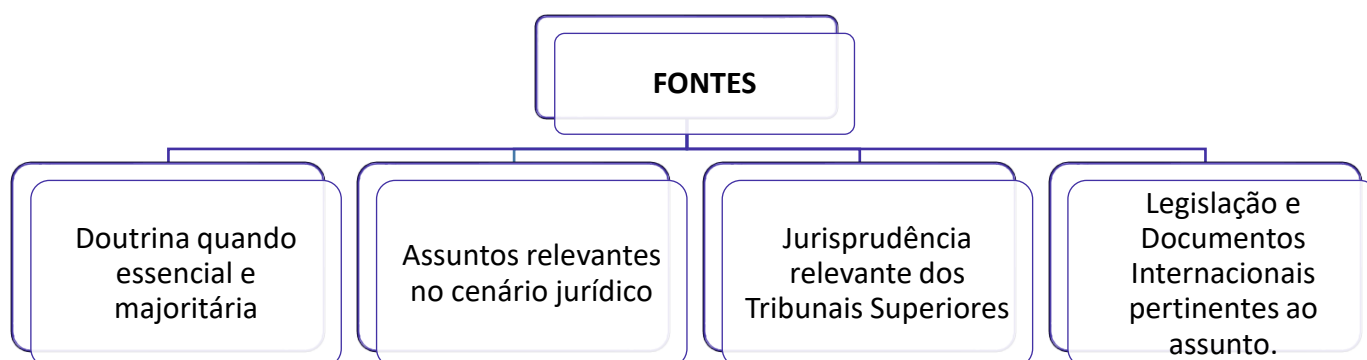 FONTES
Doutrina quando
essencial e
majoritária
Assuntos relevantes
no cenário jurídico
Jurisprudência
relevante dos
Tribunais Superiores
Legislação e
Documentos
Internacionais
pertinentes ao
assunto.